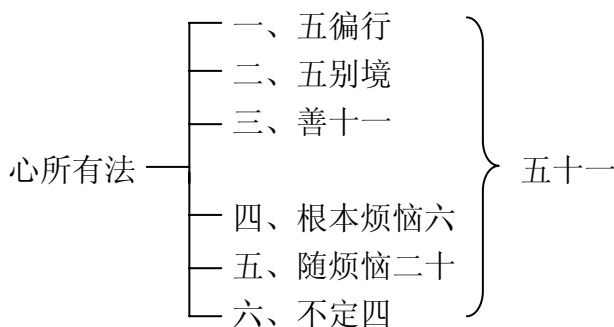 一、五徧行
二、五别境
三、善十一
心所有法
五十一
四、根本烦恼六
五、随烦恼二十
六、不定四